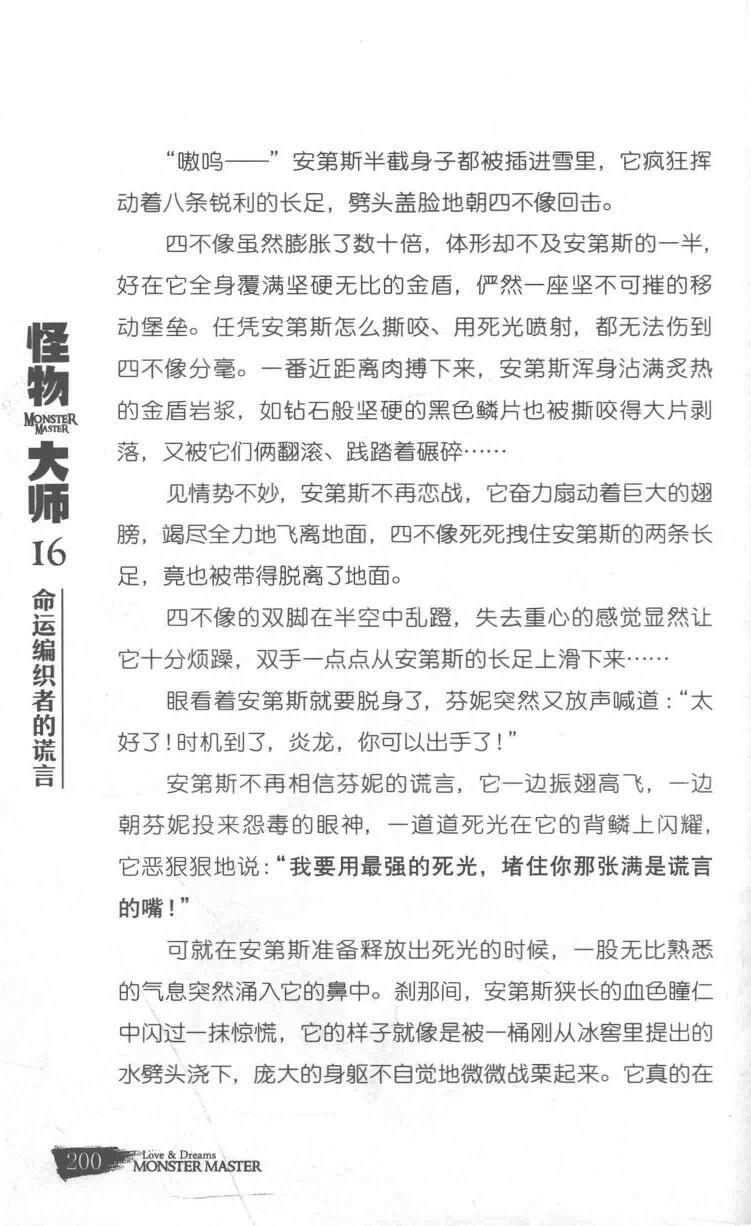 “嗷呜——”安第斯半截身子都被插进雪里，它疯狂挥
动着八条锐利的长足，劈头盖脸地朝四不像回击。
四不像虽然膨胀了数十倍，体形却不及安第斯的一半，
好在它全身覆满坚硬无比的金盾，俨然一座坚不可摧的移
动堡垒。任凭安第斯怎么撕咬、用死光喷射，都无法伤到
四不像分毫。一番近距离肉搏下来，安第斯浑身沾满炙热
的金盾岩浆，如钻石般坚硬的黑色鳞片也被撕咬得大片剥
落，又被它们俩翻滚、践踏着碾碎……
见情势不妙，安第斯不再恋战，它奋力扇动着巨大的翅
膀，竭尽全力地飞离地面，四不像死死拽住安第斯的两条长
足，竟也被带得脱离了地面。
四不像的双脚在半空中乱蹬，失去重心的感觉显然让
它十分烦躁，双手一点点从安第斯的长足上滑下来……
眼看着安第斯就要脱身了，芬妮突然又放声喊道：“太
好了！时机到了，炎龙，你可以出手了！”
安第斯不再相信芬妮的谎言，它一边振翅高飞，一边
朝芬妮投来怨毒的眼神，一道道死光在它的背鳞上闪耀，
它恶狠狠地说：“我要用最强的死光，堵住你那张满是谎言
的嘴！”
可就在安第斯准备释放出死光的时候，一股无比熟悉
的气息突然涌入它的鼻中。刹那间，安第斯狭长的血色瞳仁
中闪过一抹惊慌，它的样子就像是被一桶刚从冰窖里提出的
水劈头浇下，庞大的身躯不自觉地微微战栗起来。它真的在
怪物
MONSTER
MASTER
大师
16
命运编织者的谎言
200
Love & Dreams
MONSTER MASTER